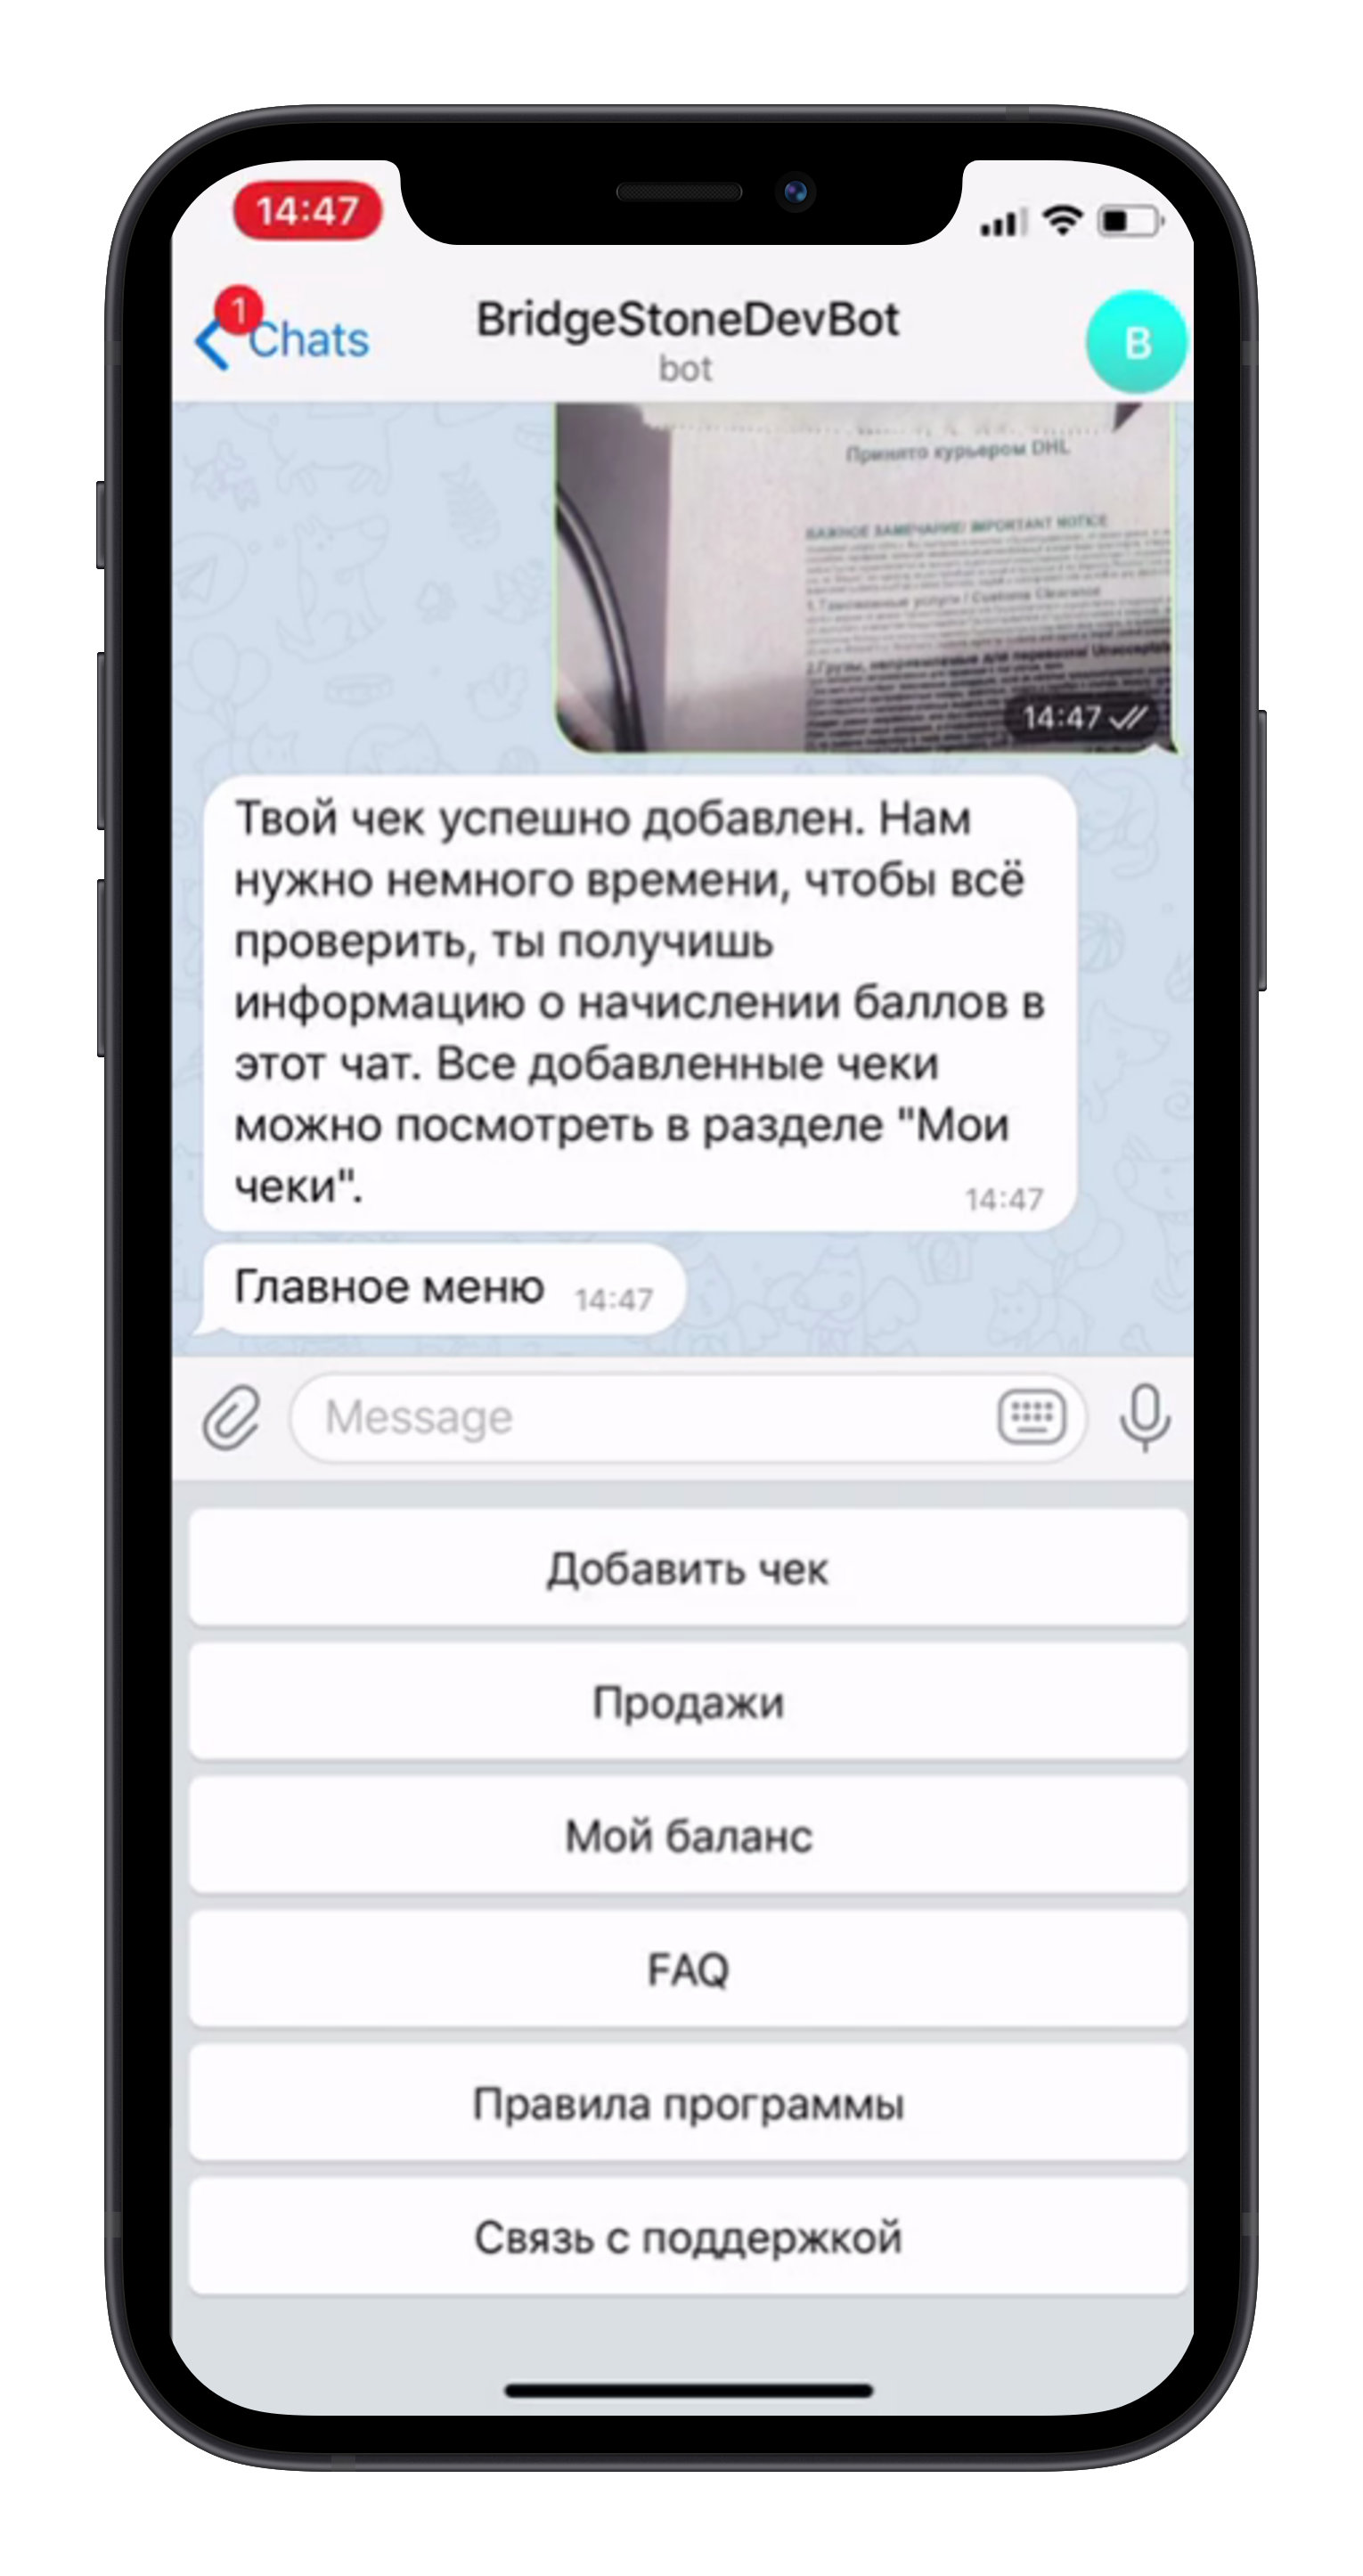 14:47
1
Chats
BridgeStoneDevBot
bot
B
Принято курьером DHL
ВАЖНОЕ ЗАМЕЧАНИЕ/ IMPORTANT NOTICE
1.Таможенные услуги / Customs Clearance
2.Грузы, неприемлемые для перевозки/
14:47
Твой чек успешно добавлен. Нам
нужно немного времени, чтобы всё
проверить, ты получишь
информацию о начислении баллов в
этот чат. Все добавленные чеки
можно посмотреть в разделе "Мои
чеки".
14:47
Главное меню 14:47
Message
Добавить чек
Продажи
Мой баланс
FAQ
Правила программы
Связь с поддержкой